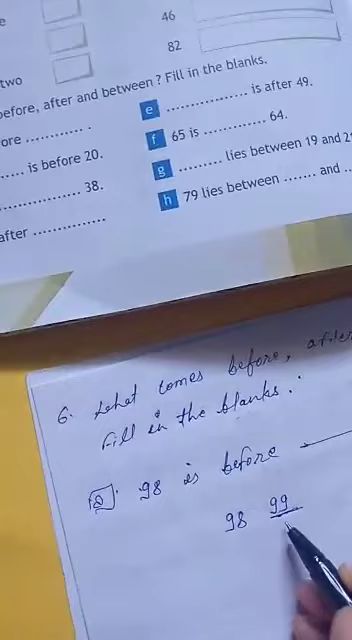 46
82
two
before, after and between ? Fill in the blanks.
ore ............ .
e ..................... is after 49.
..... is before 20.
f 65 is ................ 64.
................. 38.
g ......... lies between 19 and 2
after ................
h 79 lies between ....... and ..
6. What comes before, after
Fill in the blanks.
a. 98 is before
98 99